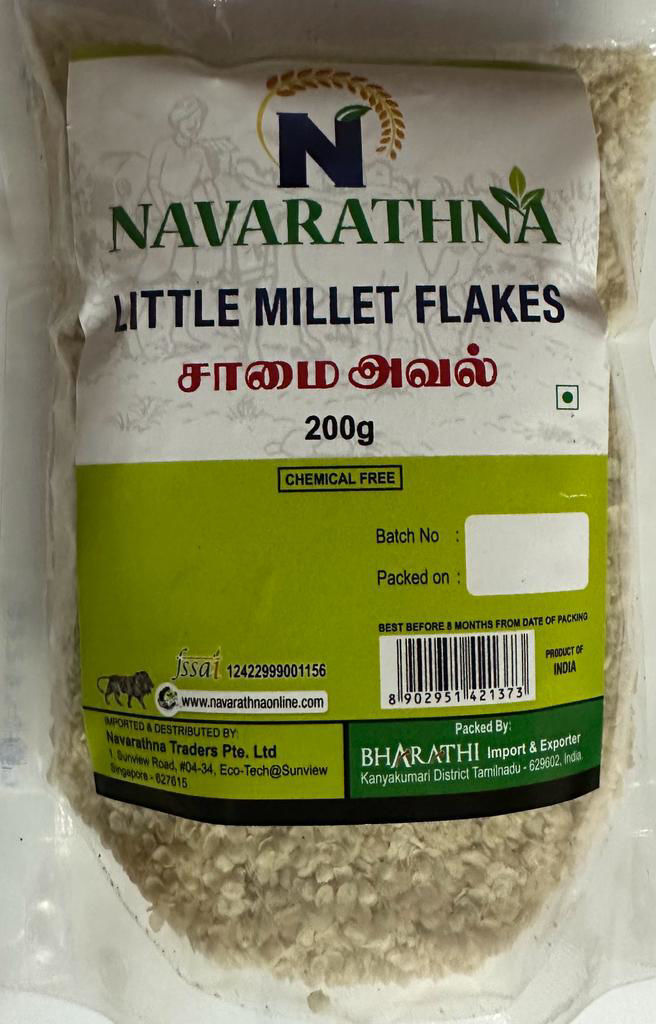 N
NAVARATHNA
LITTLE MILLET FLAKES
சாமை அவல்
200g
CHEMICAL FREE
Batch No :
Packed on :
BEST BEFORE 8 MONTHS FROM DATE OF PACKING
fssai 12422999001156
PRODUCT OF
INDIA
www.navarathnaonline.com
8 902951 421373
IMPORTED & DISTRIBUTED BY:
Navarathna Traders Pte. Ltd
1, Sunview Road, #04-34, Eco-Tech@Sunview
Singapore - 627615
Packed By:
BHARATHI Import & Exporter
Kanyakumari District Tamilnadu - 629602, India.